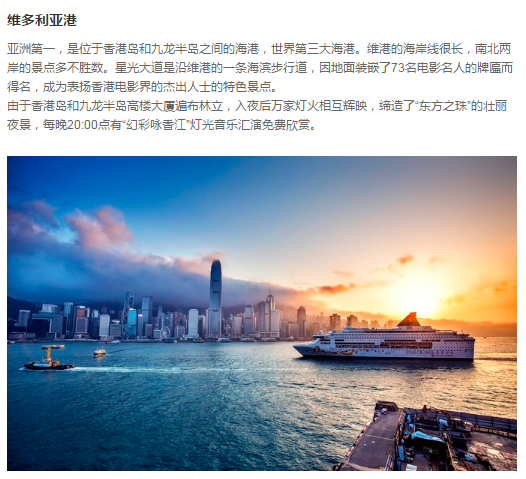 维多利亚港
亚洲第一，是位于香港岛和九龙半岛之间的海港，世界第三大海港。维港的海岸线很长，南北两
岸的景点多不胜数。星光大道是沿维港的一条海滨步行道，因地面装嵌了73名电影名人的牌匾而
得名，成为表扬香港电影界的杰出人士的特色景点。
由于香港岛和九龙半岛高楼大厦遍布林立，入夜后万家灯火相互辉映，缔造了“东方之珠”的壮丽
夜景，每晚20:00点有“幻彩咏香江”灯光音乐汇演免费欣赏。